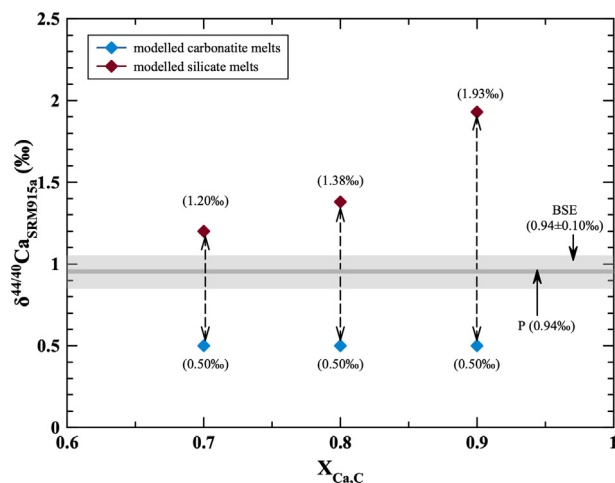 2.5
modelled carbonatite melts
modelled silicate melts
2
(1.93‰)
δ44/40CaSRM915a (‰)
1.5
(1.38‰)
(1.20‰)
BSE
(0.94±0.10‰)
1
P (0.94‰)
0.5
(0.50‰) (0.50‰) (0.50‰)
0
0.6 0.7 0.8 0.9 1
XCa,C